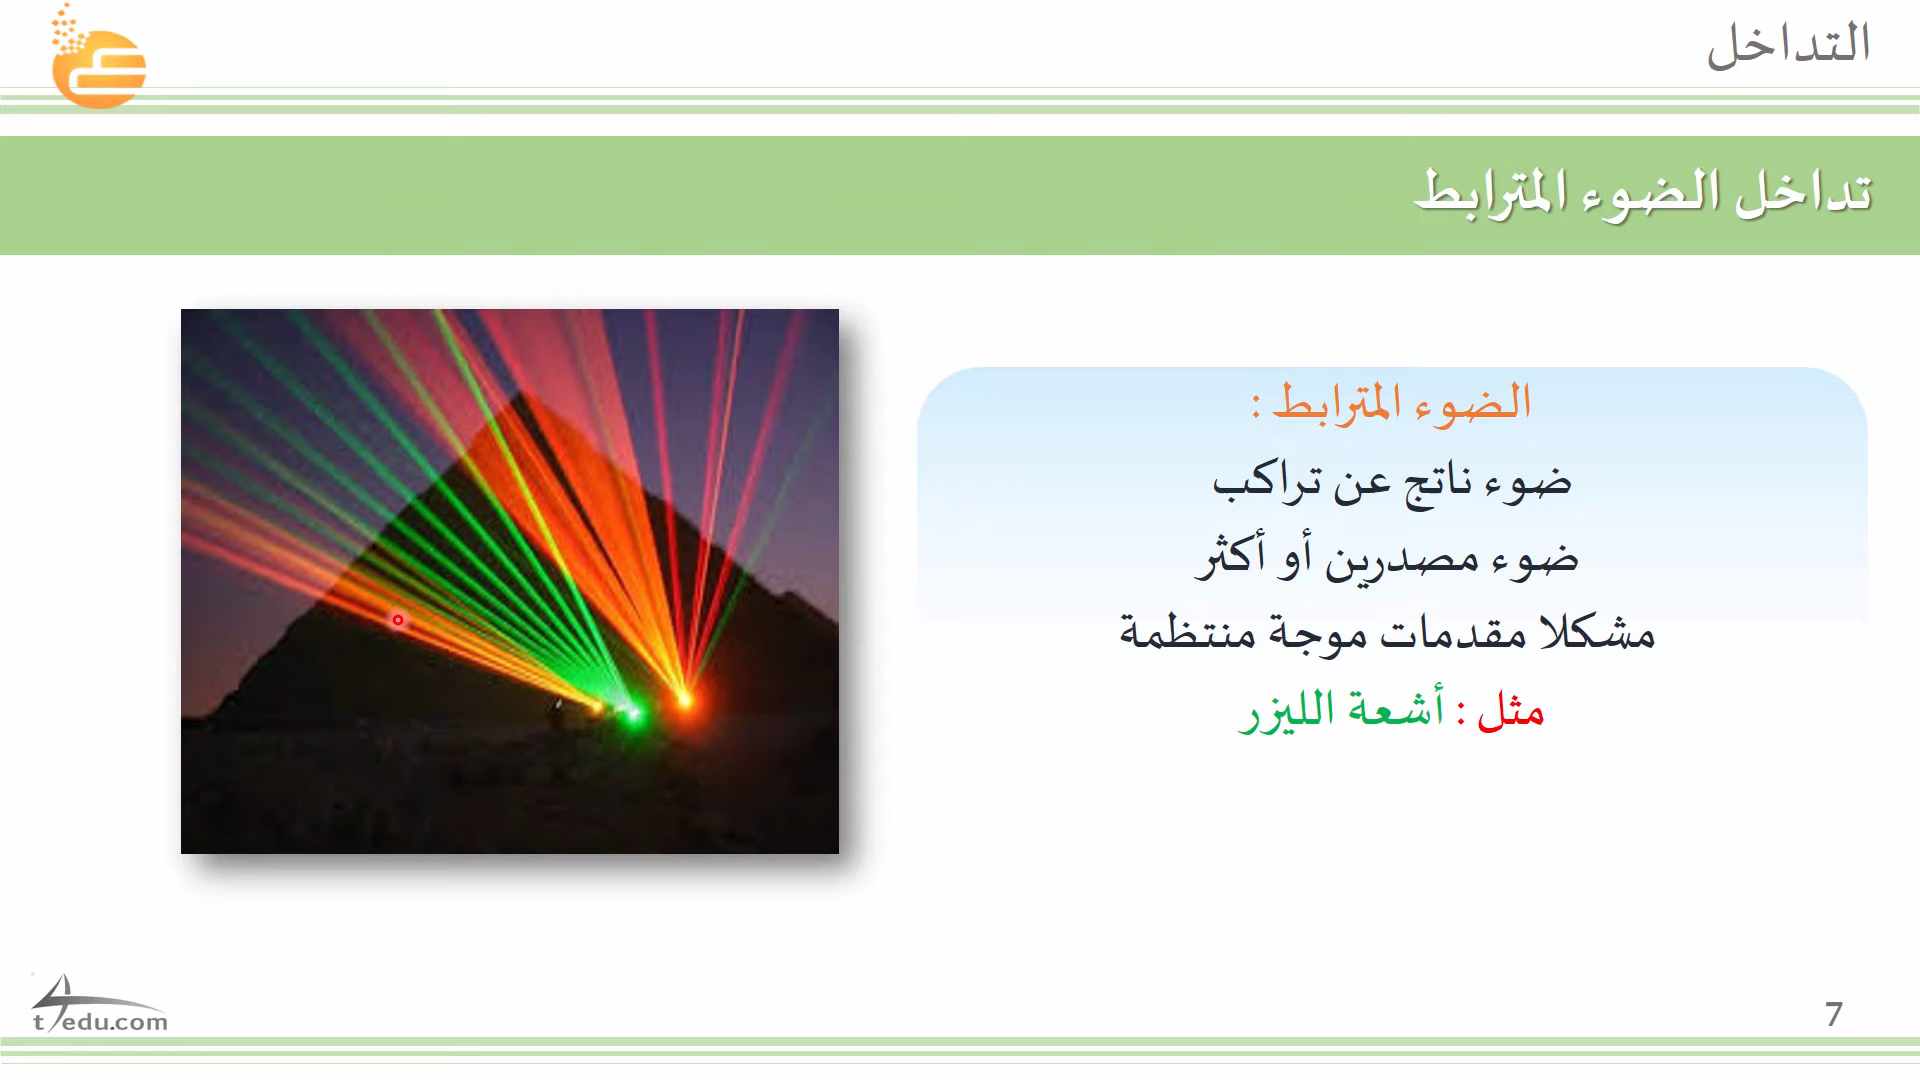 التداخل
تداخل الضوء المترابط
الضوء المترابط :
ضوء ناتج عن تراكب
ضوء مصدرين أو أكثر
مشكلا مقدمات موجة منتظمة
مثل : أشعة الليزر
t4edu.com
7